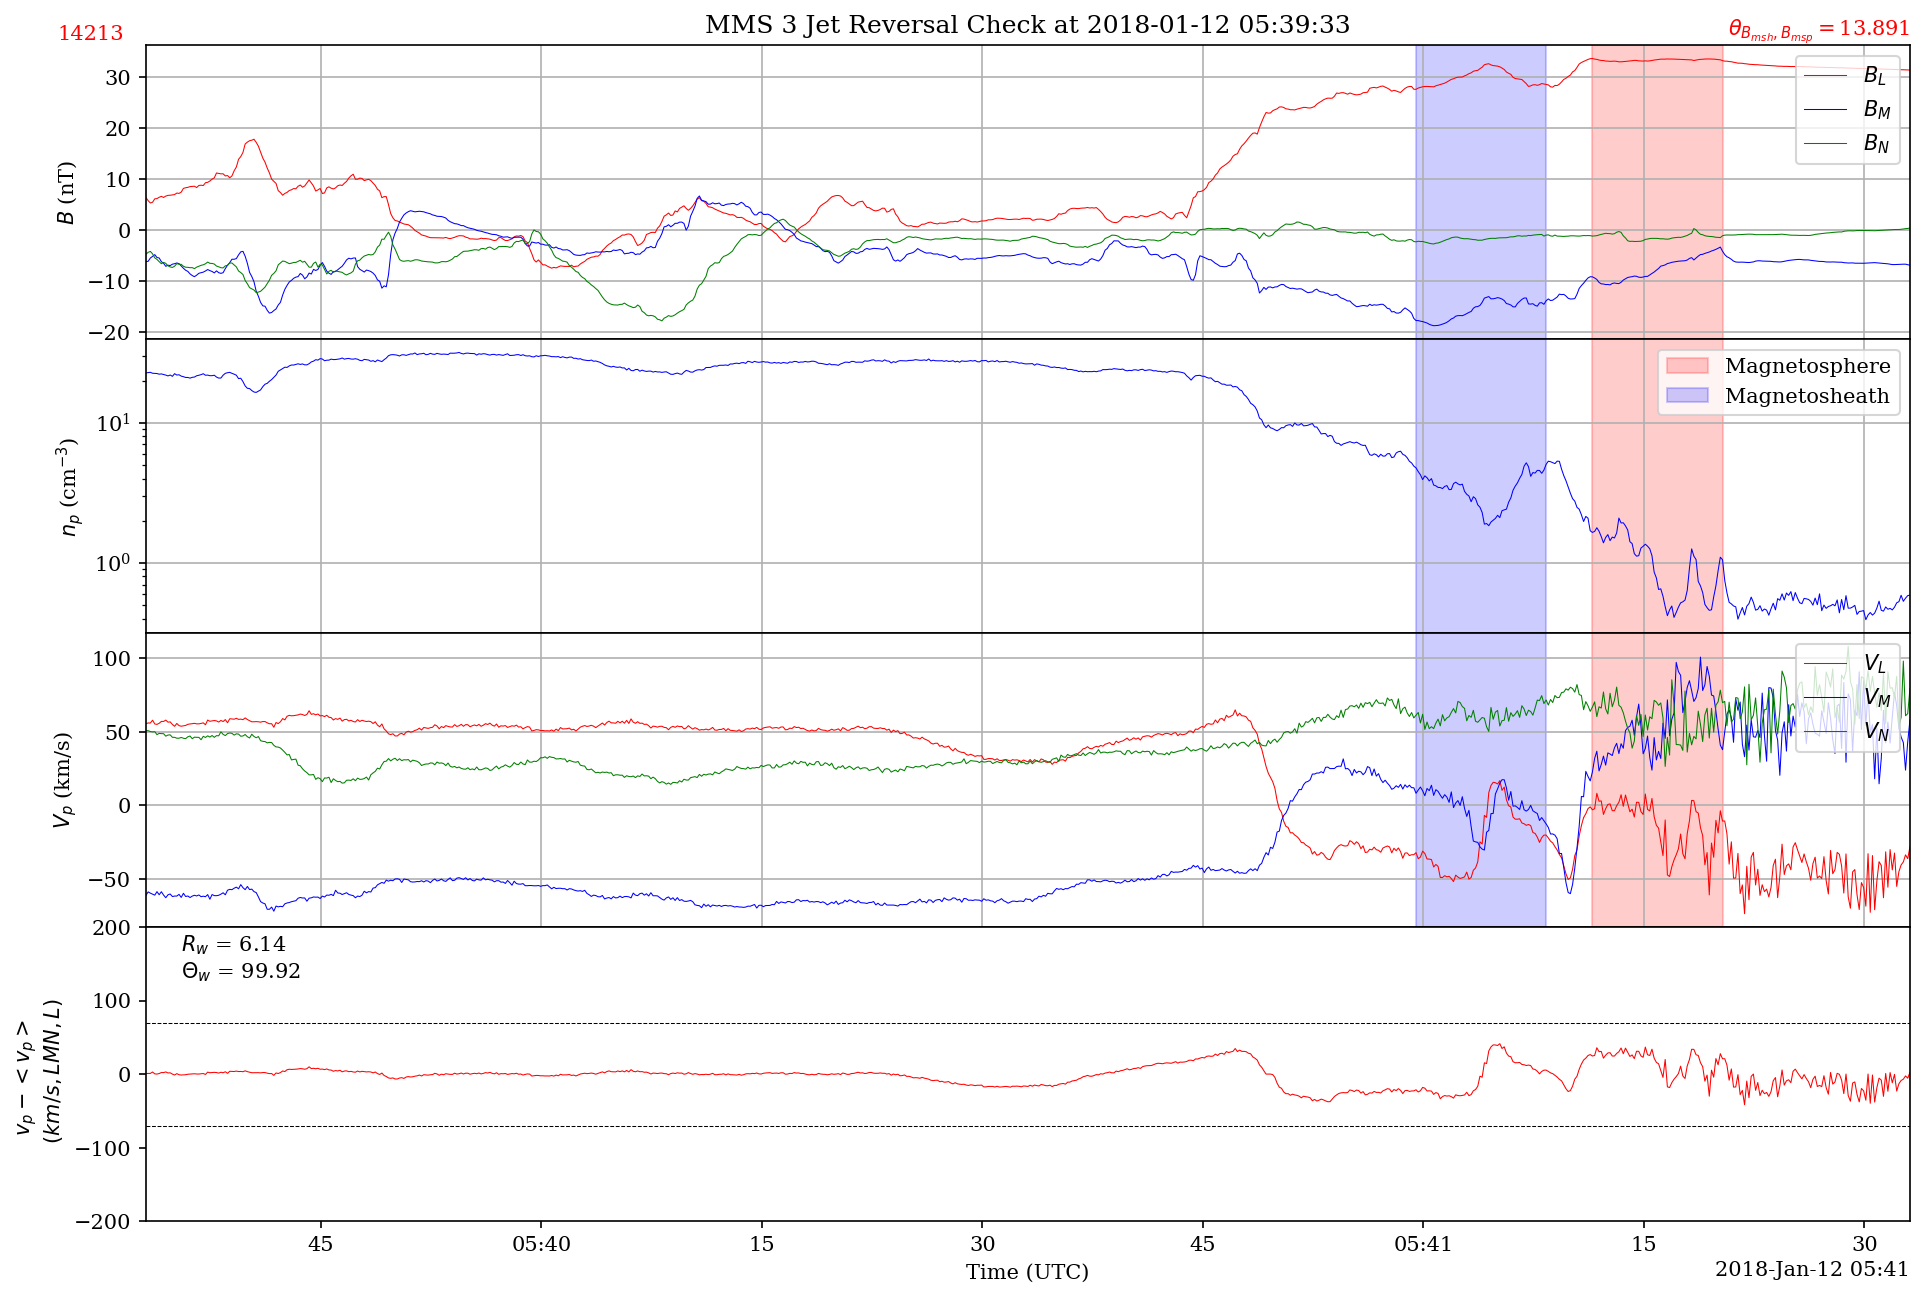 MMS 3 Jet Reversal Check at 2018-01-12 05:39:33
14213
θ_{B_{msh}, B_{msp}} = 13.891
30
20
10
0
−10
−20
B (nT)
B_L
B_M
B_N
10^1
10^0
n_p (cm^{−3})
Magnetosphere
Magnetosheath
100
50
0
−50
V_p (km/s)
V_L
V_M
V_N
200
100
0
−100
−200
v_p − < v_p >
(km/s, LMN, L)
R_w = 6.14
Θ_w = 99.92
45
05:40
15
30
45
05:41
15
30
Time (UTC)
2018-Jan-12 05:41